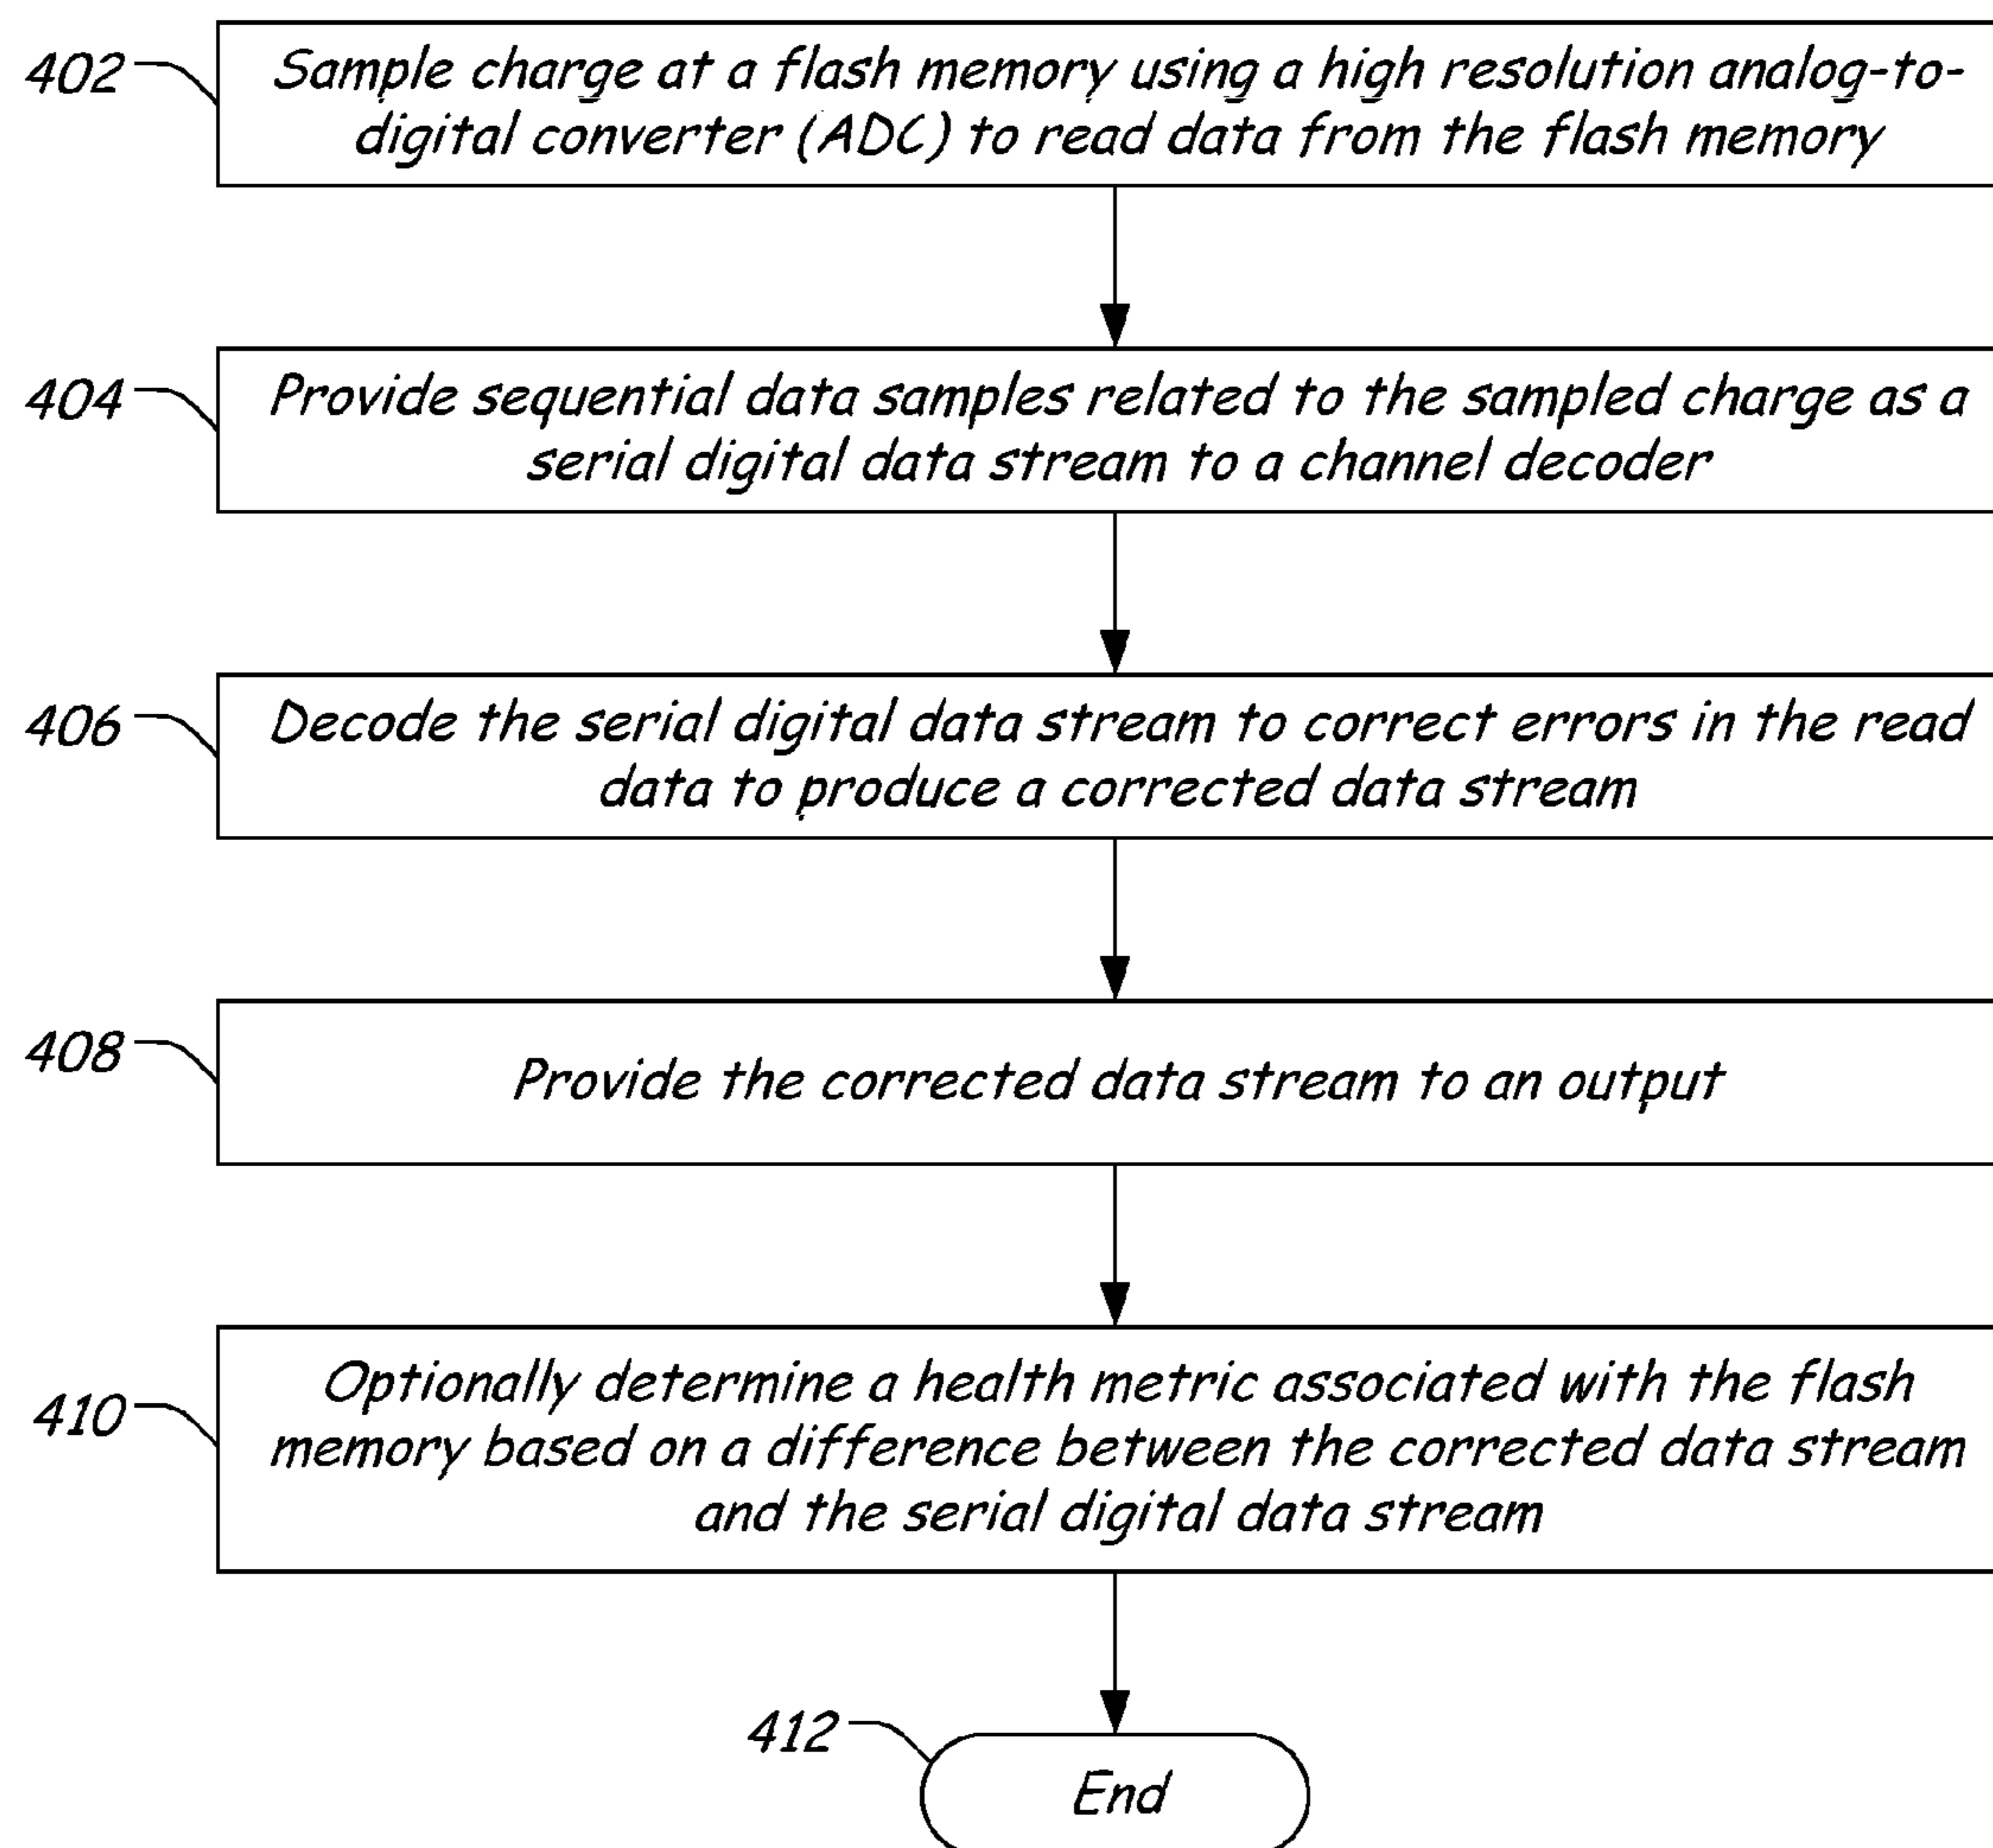 402
Sample charge at a flash memory using a high resolution analog-to-
digital converter (ADC) to read data from the flash memory
404
Provide sequential data samples related to the sampled charge as a
serial digital data stream to a channel decoder
406
Decode the serial digital data stream to correct errors in the read
data to produce a corrected data stream
408
Provide the corrected data stream to an output
410
Optionally determine a health metric associated with the flash
memory based on a difference between the corrected data stream
and the serial digital data stream
412
End